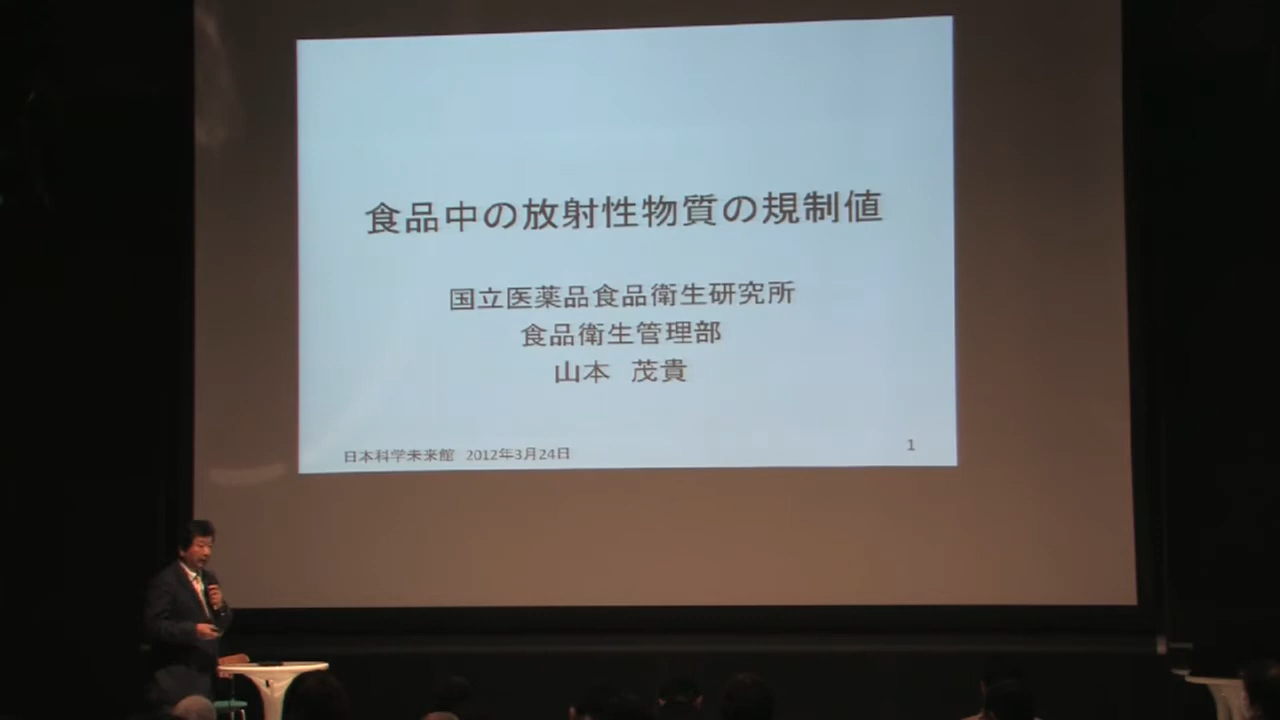 食品中の放射性物質の規制値
国立医薬品食品衛生研究所
食品衛生管理部
山本　茂貴
日本科学未来館　2012年3月24日
1